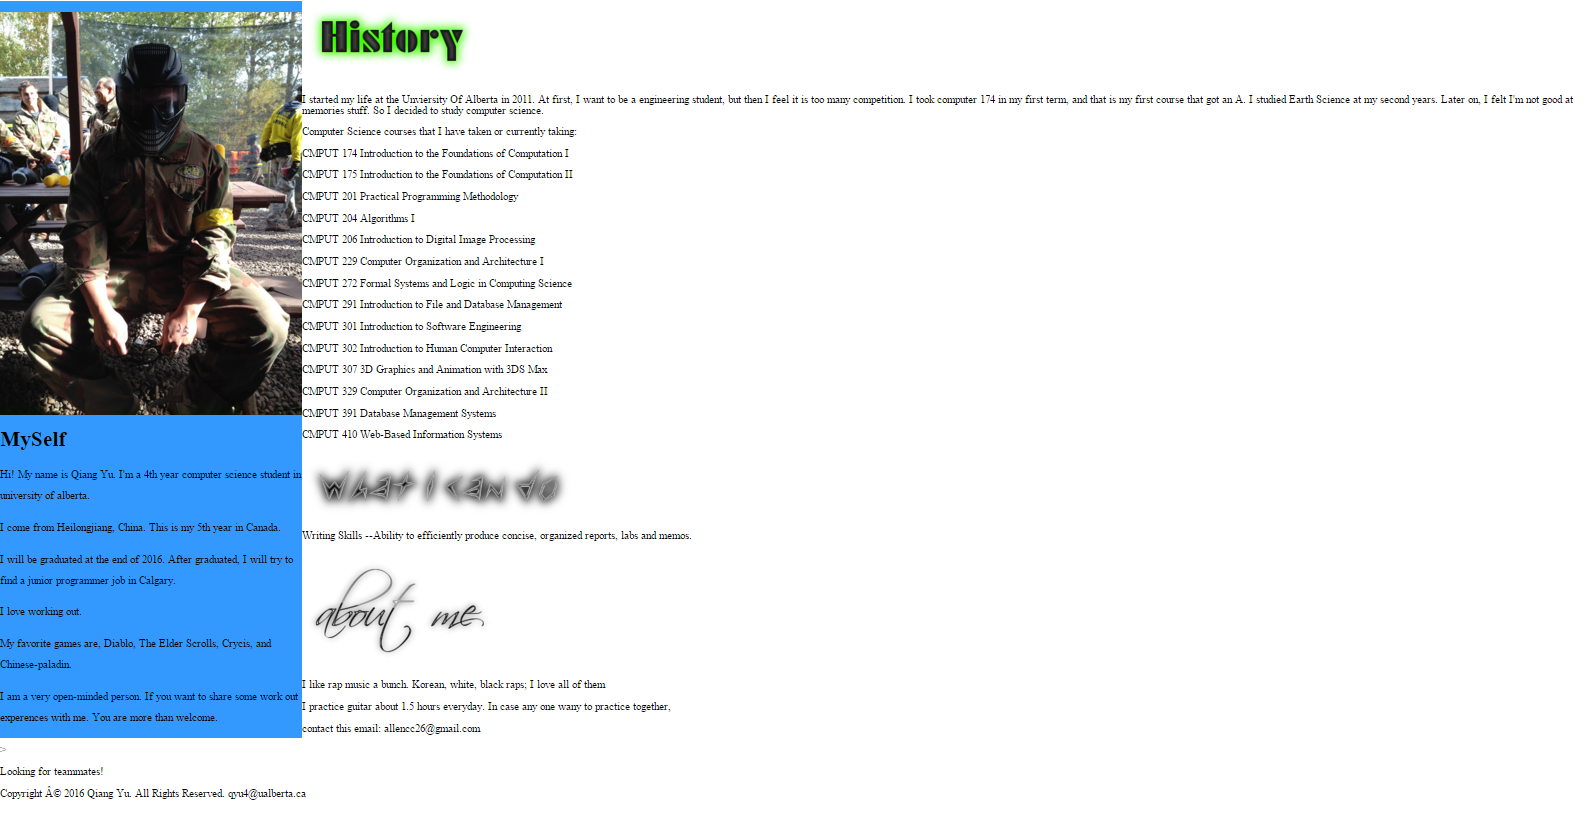 MySelf
Hi! My name is Qiang Yu. I'm a 4th year computer science student in
university of alberta.
I come from Heilongjiang, China. This is my 5th year in Canada.
I will be graduated at the end of 2016. After graduated, I will try to
find a junior programmer job in Calgary.
I love working out.
My favorite games are, Diablo, The Elder Scrolls, Crycis, and
Chinese-paladin.
I am a very open-minded person. If you want to share some work out
experences with me. You are more than welcome.
History
I started my life at the Unviersity Of Alberta in 2011. At first, I want to be a engineering student, but then I feel it is too many competition. I took computer 174 in my first term, and that is my first course that got an A. I studied Earth Science at my second years. Later on, I felt I'm not good at
memories stuff. So I decided to study computer science.
Computer Science courses that I have taken or currently taking:
CMPUT 174 Introduction to the Foundations of Computation I
CMPUT 175 Introduction to the Foundations of Computation II
CMPUT 201 Practical Programming Methodology
CMPUT 204 Algorithms I
CMPUT 206 Introduction to Digital Image Processing
CMPUT 229 Computer Organization and Architecture I
CMPUT 272 Formal Systems and Logic in Computing Science
CMPUT 291 Introduction to File and Database Management
CMPUT 301 Introduction to Software Engineering
CMPUT 302 Introduction to Human Computer Interaction
CMPUT 307 3D Graphics and Animation with 3DS Max
CMPUT 329 Computer Organization and Architecture II
CMPUT 391 Database Management Systems
CMPUT 410 Web-Based Information Systems
What I can do
Writing Skills --Ability to efficiently produce concise, organized reports, labs and memos.
about me
I like rap music a bunch. Korean, white, black raps; I love all of them
I practice guitar about 1.5 hours everyday. In case any one wany to practice together,
contact this email: allencc26@gmail.com
>
Looking for teammates!
Copyright Â© 2016 Qiang Yu. All Rights Reserved. qyu4@ualberta.ca